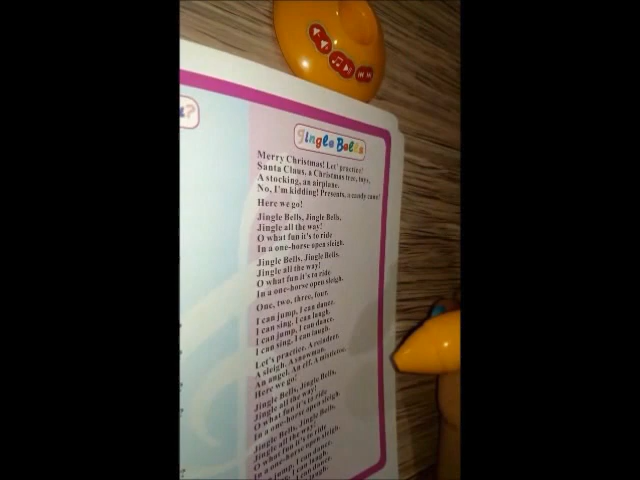 ?
Jingle Bells
Merry Christmas! Let' practice!
Santa Claus, a Christmas tree, toys,
A stocking, an airplane.
No, I'm kidding! Presents, a candy cane!
Here we go!
Jingle Bells, Jingle Bells,
Jingle all the way!
O what fun it's to ride
In a one-horse open sleigh.
Jingle Bells, Jingle Bells,
Jingle all the way!
O what fun it's to ride
In a one-horse open sleigh.
One, two, three, four.
I can jump, I can dance.
I can sing, I can laugh.
I can jump, I can dance.
I can sing, I can laugh.
Let's practice. A reindeer,
A sleigh. A snowman.
An angel. An elf. A mistletoe.
Here we go!
Jingle Bells, Jingle Bells,
Jingle all the way!
O what fun it's to ride
In a one-horse open sleigh.
Jingle Bells, Jingle Bells,
Jingle all the way!
O what fun it's to ride
In a one-horse open sleigh.
I can jump, I can dance.
I can sing, I can laugh.
jump, I can dance.
laugh.